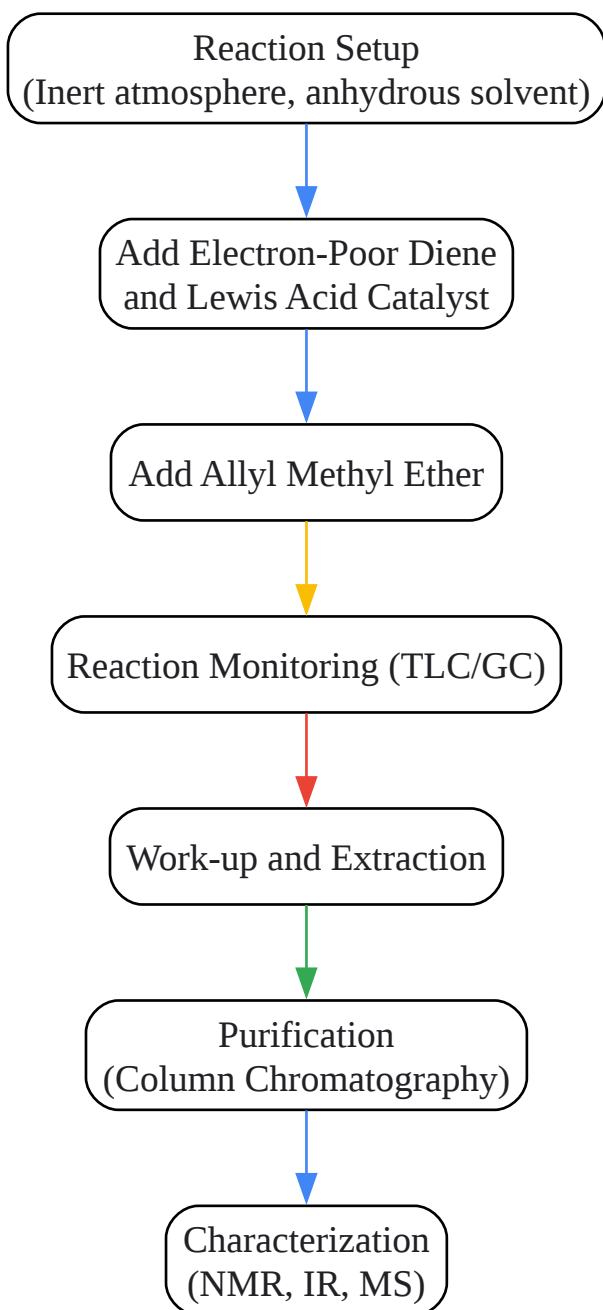 Reaction Setup
(Inert atmosphere, anhydrous solvent)
Add Electron-Poor Diene
and Lewis Acid Catalyst
Add Allyl Methyl Ether
Reaction Monitoring (TLC/GC)
Work-up and Extraction
Purification
(Column Chromatography)
Characterization
(NMR, IR, MS)